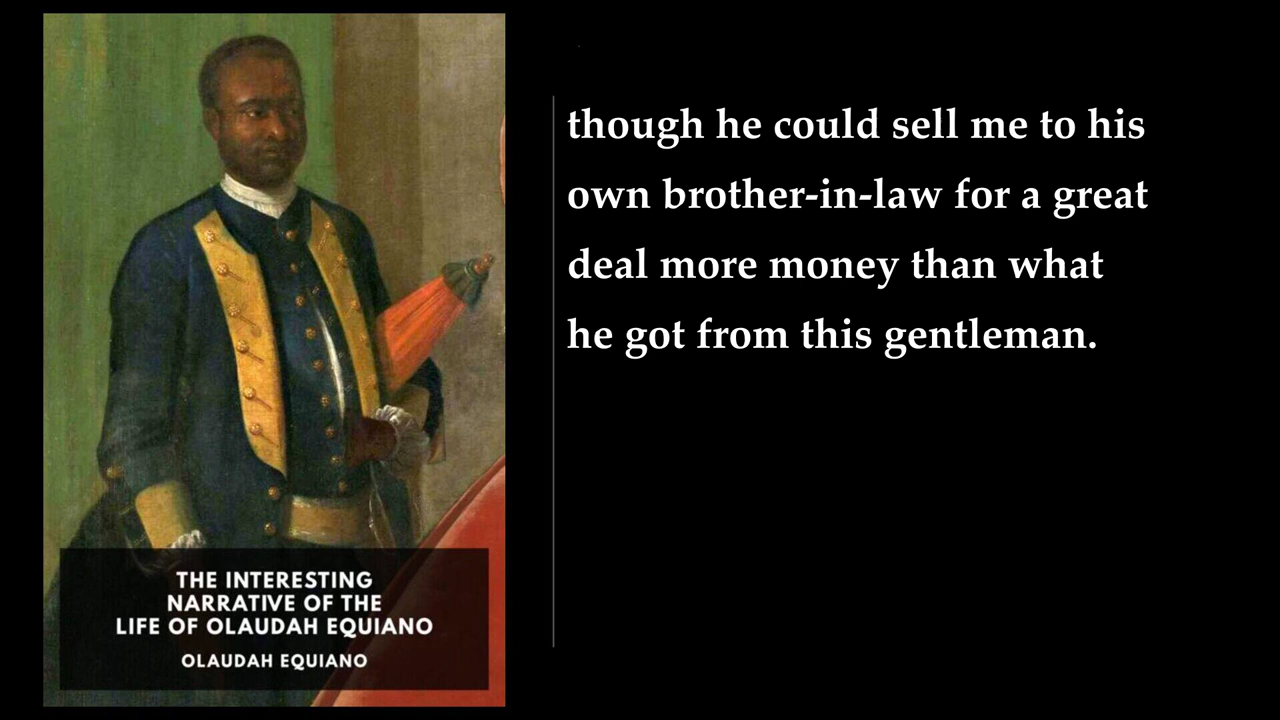 though he could sell me to his
own brother-in-law for a great
deal more money than what
he got from this gentleman.
THE INTERESTING
NARRATIVE OF THE
LIFE OF OLAUDAH EQUIANO
OLAUDAH EQUIANO